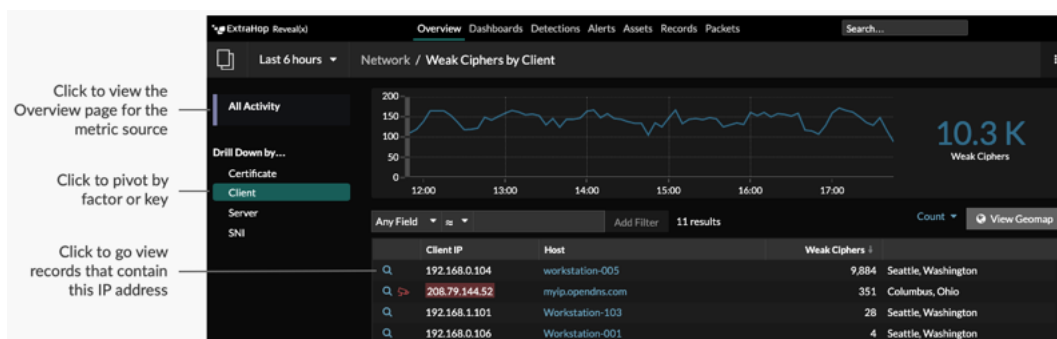 ExtraHop Reveal(x)
Overview Dashboards Detections Alerts Assets Records Packets
Search...
Last 6 hours
Network / Weak Ciphers by Client
Click to view the
Overview page for the
metric source
All Activity
Drill Down by...
Certificate
Click to pivot by
factor or key
Client
Server
SNI
Click to go view
records that contain
this IP address
200
150
100
50
0
12:00 13:00 14:00 15:00 16:00 17:00
10.3 K
Weak Ciphers
Any Field ≈ Add Filter 11 results Count View Geomap
Client IP Host Weak Ciphers ↓
192.168.0.104 workstation-005 9,884 Seattle, Washington
208.79.144.52 myip.opendns.com 351 Columbus, Ohio
192.168.1.101 Workstation-103 28 Seattle, Washington
192.168.0.106 Workstation-001 4 Seattle, Washington